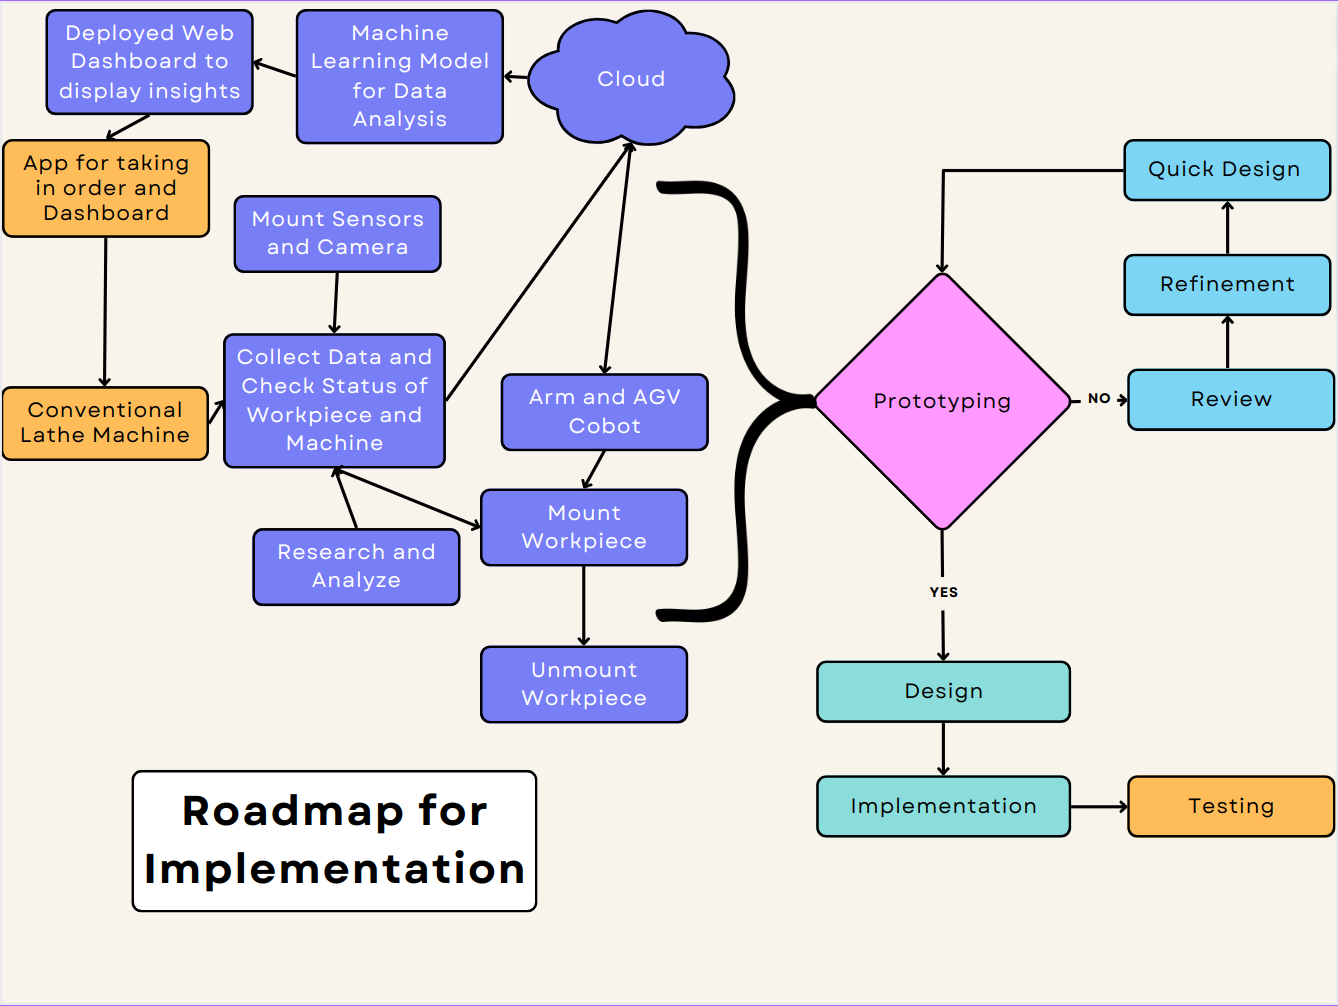 Deployed Web
Dashboard to
display insights
Machine
Learning Model
for Data
Analysis
Cloud
App for taking
in order and
Dashboard
Mount Sensors
and Camera
Collect Data and
Check Status of
Workpiece and
Machine
Conventional
Lathe Machine
Research and
Analyze
Arm and AGV
Cobot
Mount
Workpiece
Unmount
Workpiece
Quick Design
Refinement
Review
NO
Prototyping
YES
Design
Implementation
Testing
Roadmap for
Implementation